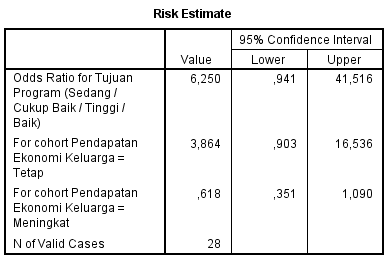 Risk Estimate
95% Confidence Interval
Value Lower Upper
Odds Ratio for Tujuan 6,250 ,941 41,516
Program (Sedang /
Cukup Baik / Tinggi /
Baik)
For cohort Pendapatan 3,864 ,903 16,536
Ekonomi Keluarga =
Tetap
For cohort Pendapatan ,618 ,351 1,090
Ekonomi Keluarga =
Meningkat
N of Valid Cases 28